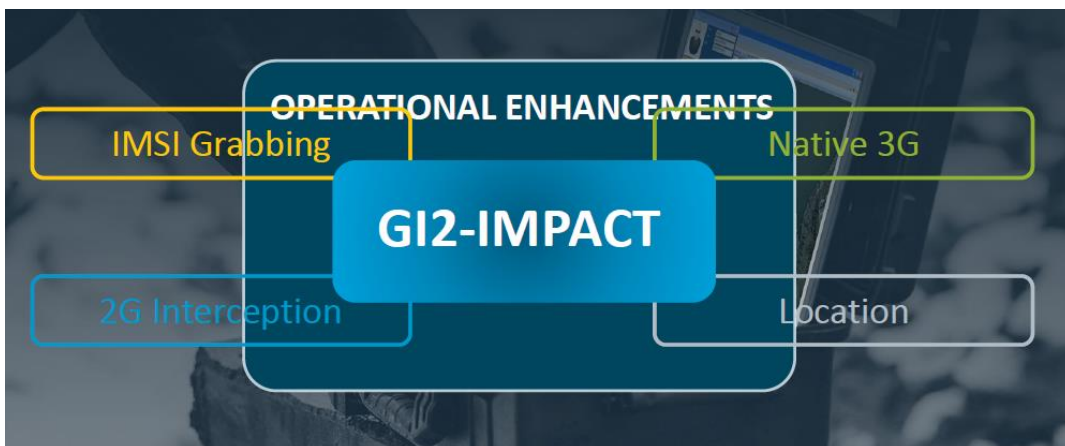 OPERATIONAL ENHANCEMENTS
IMSI Grabbing
Native 3G
GI2-IMPACT
2G Interception
Location